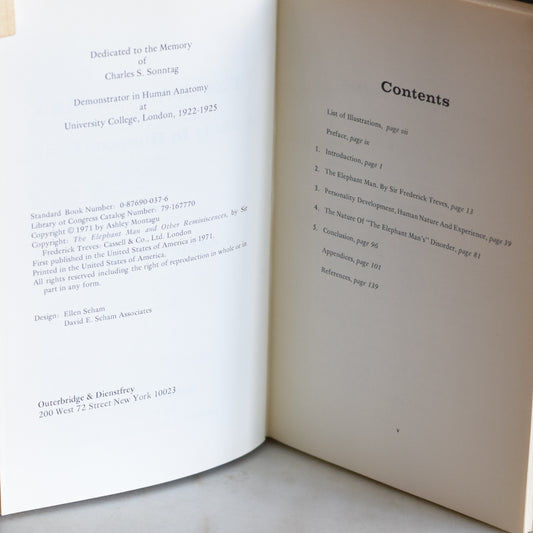 Dedicated to the Memory
of
Charles S. Sonntag
Demonstrator in Human Anatomy
at
University College, London, 1922-1925
Standard Book Number: 0-87690-037-6
Library of Congress Catalog Number: 79-167770
Copyright © 1971 by Ashley Montagu
Copyright: The Elephant Man and Other Reminiscences, by Sir
Frederick Treves: Cassell & Co., Ltd. London
First published in the United States of America in 1971.
Printed in the United States of America.
All rights reserved including the right of reproduction in whole or in
part in any form.
Design: Ellen Seham
David E. Seham Associates
Outerbridge & Dienstfrey
200 West 72 Street New York 10023
Contents
List of Illustrations, page vii
Preface, page ix
1. Introduction, page 1
2. The Elephant Man. By Sir Frederick Treves, page 13
3. Personality Development, Human Nature And Experience, page 39
4. The Nature Of "The Elephant Man's" Disorder, page 81
5. Conclusion, page 96
Appendices, page 101
References, page 139
v